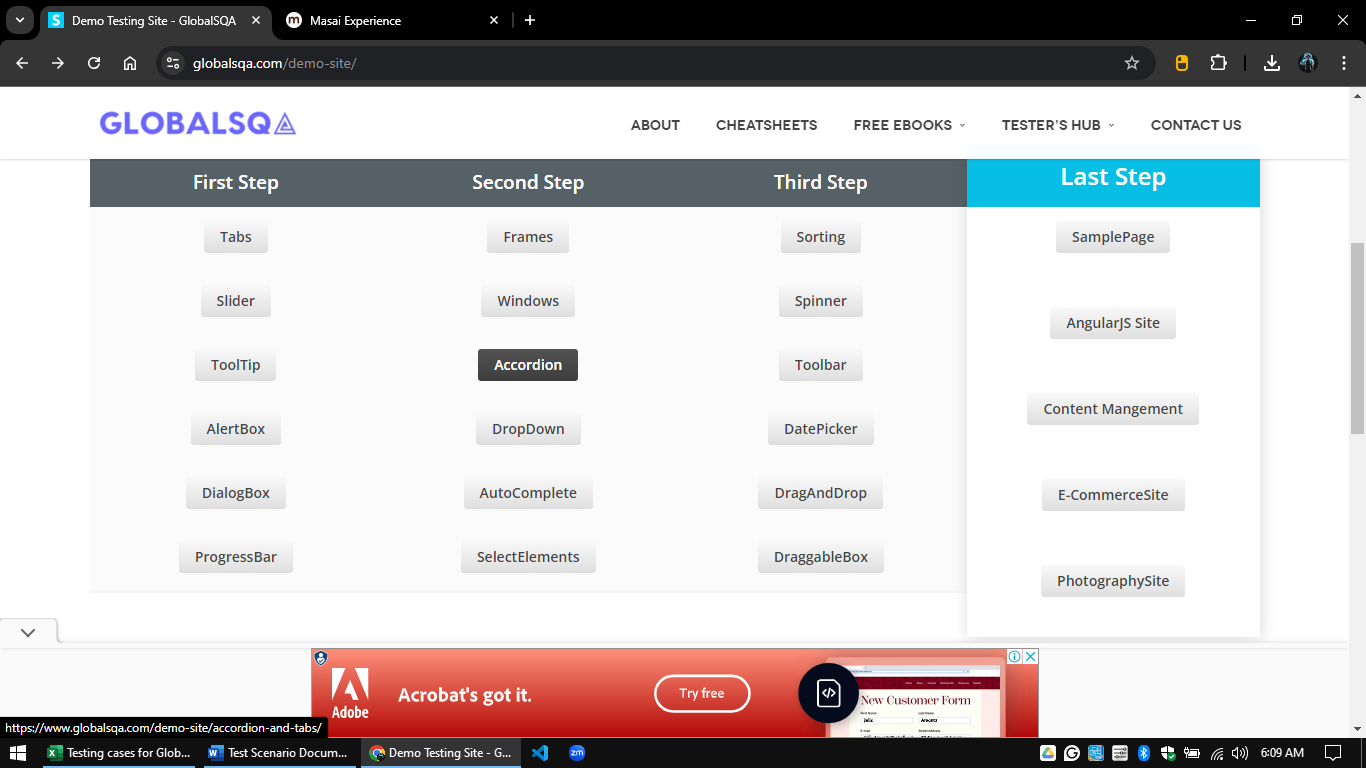 Demo Testing Site - GlobalSQA
Masai Experience
globalsqa.com/demo-site/
GLOBALSQA
ABOUT
CHEATSHEETS
FREE EBOOKS
TESTER'S HUB
CONTACT US
First Step
Second Step
Third Step
Last Step
Tabs
Frames
Sorting
SamplePage
Slider
Windows
Spinner
AngularJS Site
ToolTip
Accordion
Toolbar
Content Mangement
AlertBox
DropDown
DatePicker
E-CommerceSite
DialogBox
AutoComplete
DragAndDrop
PhotographySite
ProgressBar
SelectElements
DraggableBox
Adobe
Acrobat's got it.
Try free
New Customer Form
https://www.globalsqa.com/demo-site/accordion-and-tabs/
Testing cases for Glob...
Test Scenario Docum...
Demo Testing Site - G...
zm
6:09 AM